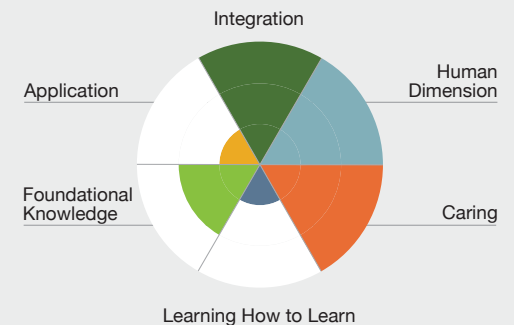 Integration
Application
Human
Dimension
Foundational
Knowledge
Caring
Learning How to Learn